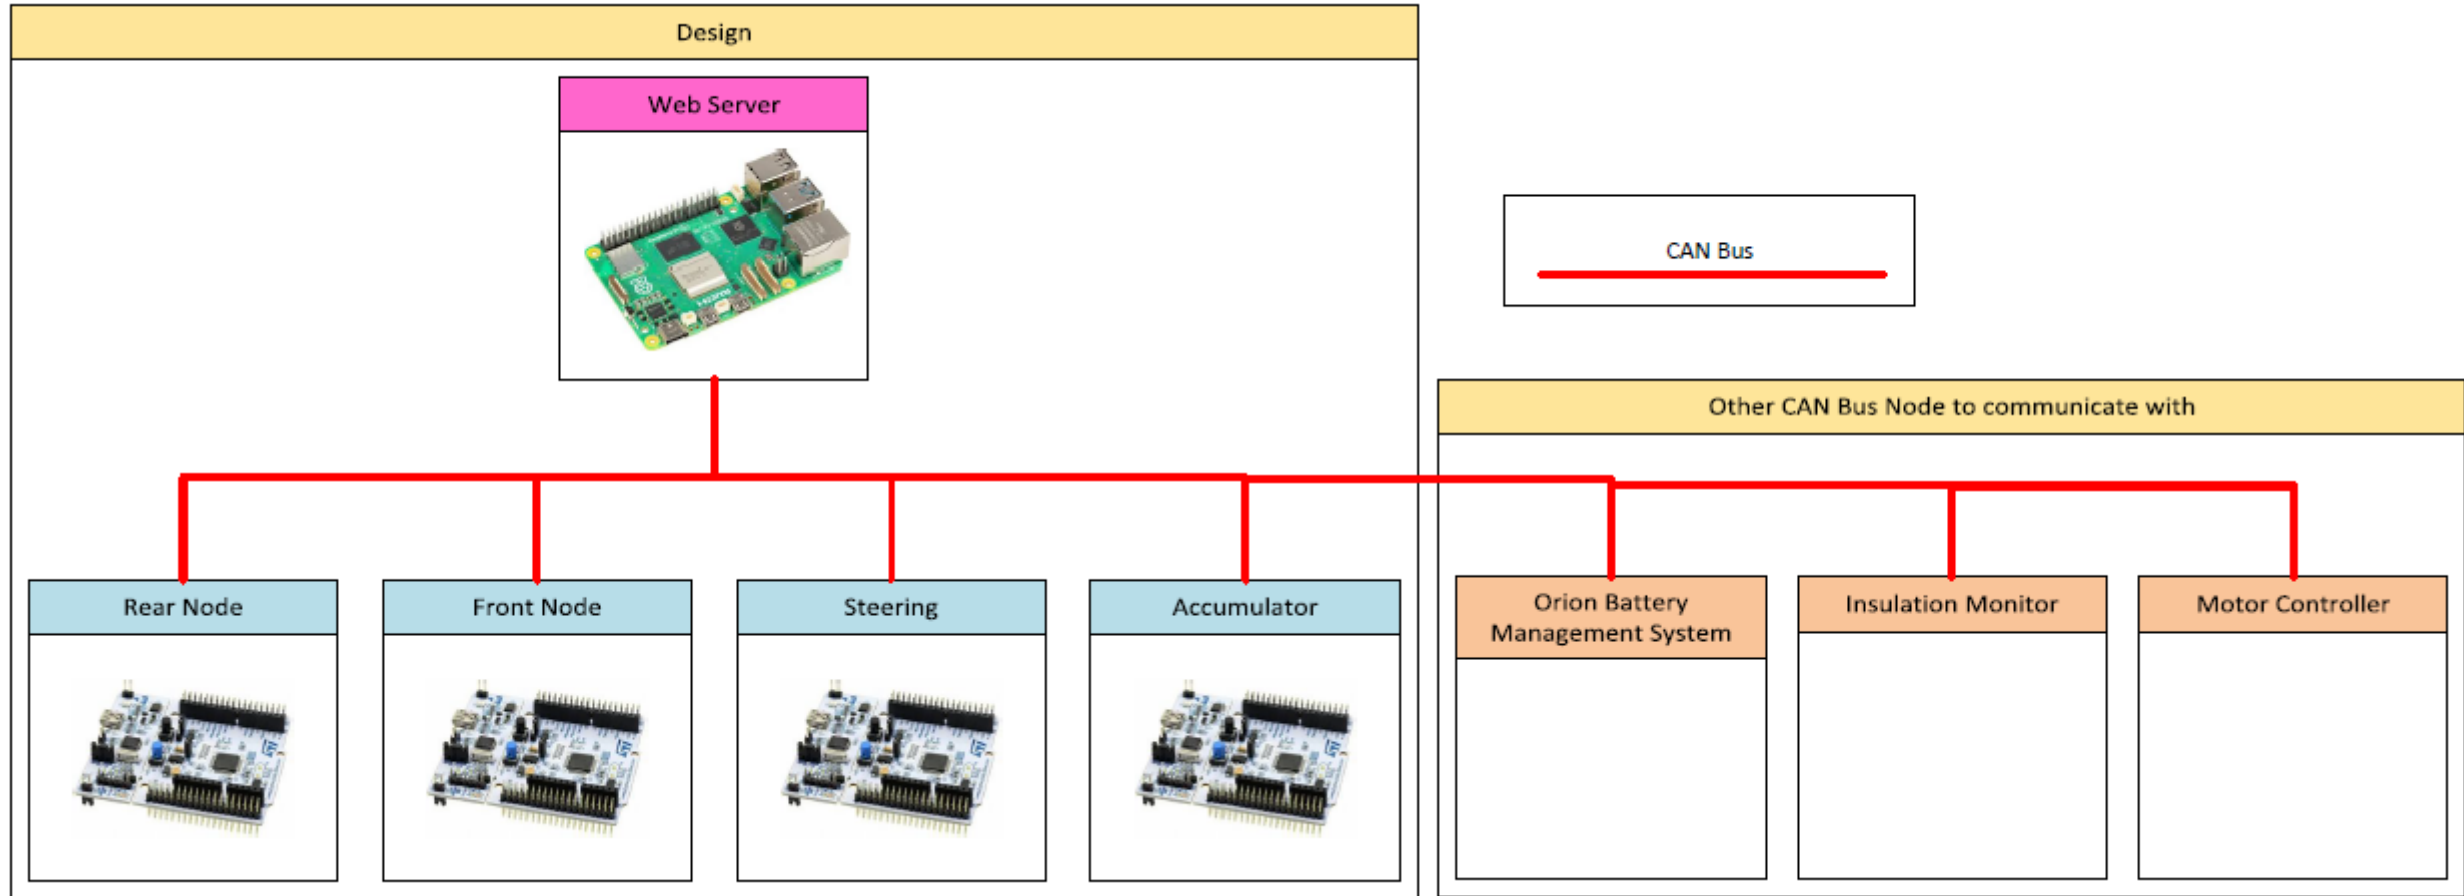 Design
Web Server
CAN Bus
Other CAN Bus Node to communicate with
Rear Node
Front Node
Steering
Accumulator
Orion Battery
Management System
Insulation Monitor
Motor Controller